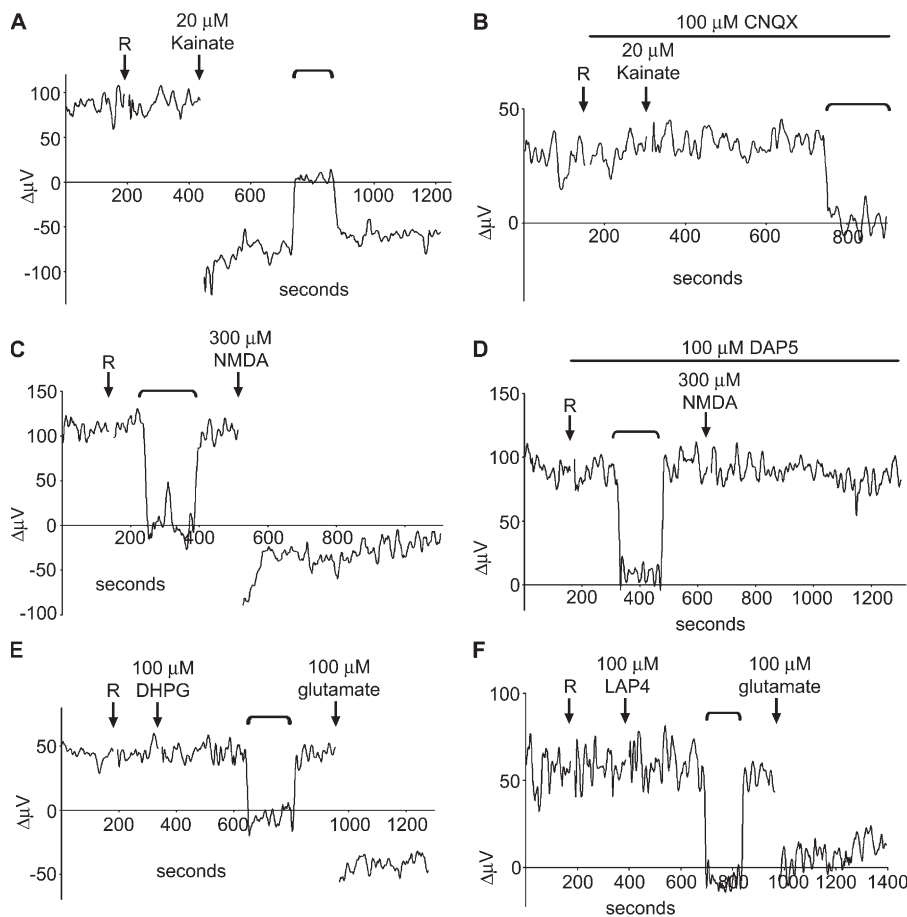 A
R
20 μM
Kainate
100
50
0
-50
-100
200
400
600
1000
1200
ΔμV
seconds
B
100 μM CNQX
R
20 μM
Kainate
50
0
200
400
600
800
ΔμV
seconds
C
R
300 μM
NMDA
150
100
50
0
-50
-100
200
400
600
800
ΔμV
seconds
D
100 μM DAP5
R
300 μM
NMDA
150
100
50
0
200
400
600
800
1000
1200
ΔμV
seconds
E
R
100 μM
DHPG
100 μM
glutamate
100
50
0
-50
200
400
600
1000
1200
ΔμV
seconds
F
R
100 μM
LAP4
100 μM
glutamate
100
50
0
200
400
600
800
1000
1200
1400
ΔμV
seconds